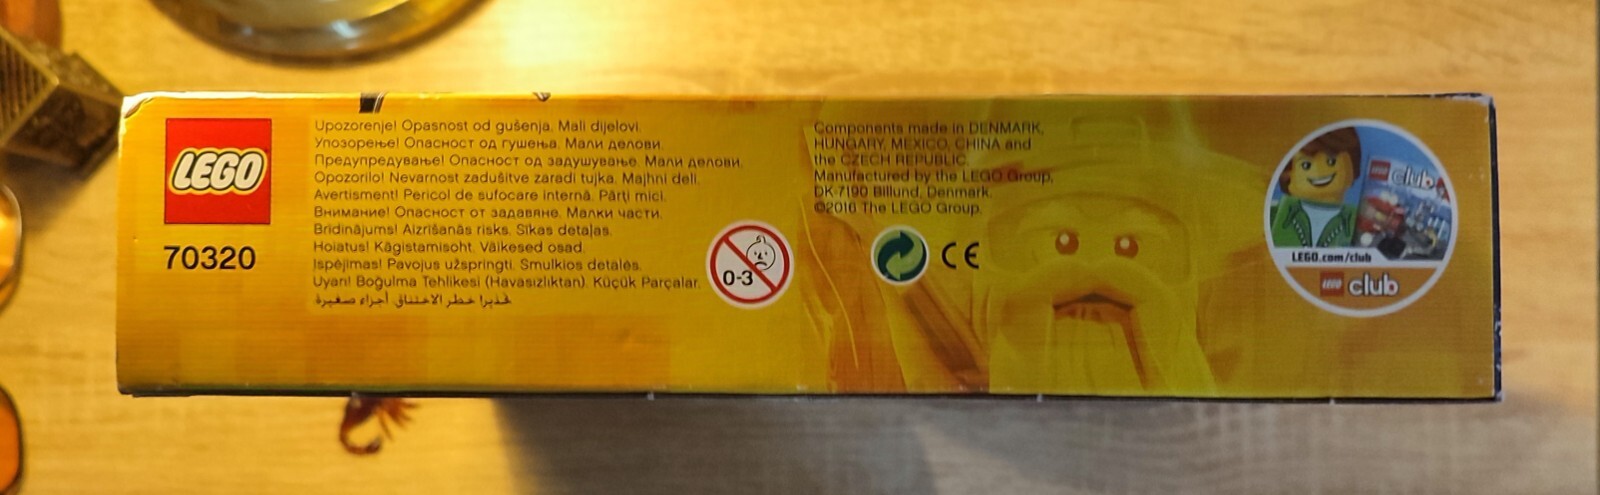 LEGO
70320
Upozorenje! Opasnost od gušenja. Mali dijelovi.
Упозорење! Опасност од гушења. Мали делови.
Предупредување! Опасност од задушување. Мали делови.
Opozorilo! Nevarnost zadušitve zaradi tujka. Majhni deli.
Avertisment! Pericol de sufocare internă. Părţi mici.
Внимание! Опасност от задавяне. Малки части.
Brīdinājums! Aizrīšanās risks. Sīkas detaļas.
Hoiatus! Kägistamisoht. Väikesed osad.
Įspėjimas! Pavojus užspringti. Smulkios detalės.
Uyarı! Boğulma Tehlikesi (Havasızlıktan). Küçük Parçalar.
تحذير! خطر الاختناق. أجزاء صغيرة
0-3
Components made in DENMARK,
HUNGARY, MEXICO, CHINA and
the CZECH REPUBLIC.
Manufactured by the LEGO Group,
DK-7190 Billund, Denmark.
©2016 The LEGO Group.
CE
LEGO club
LEGO.com/club
LEGO club